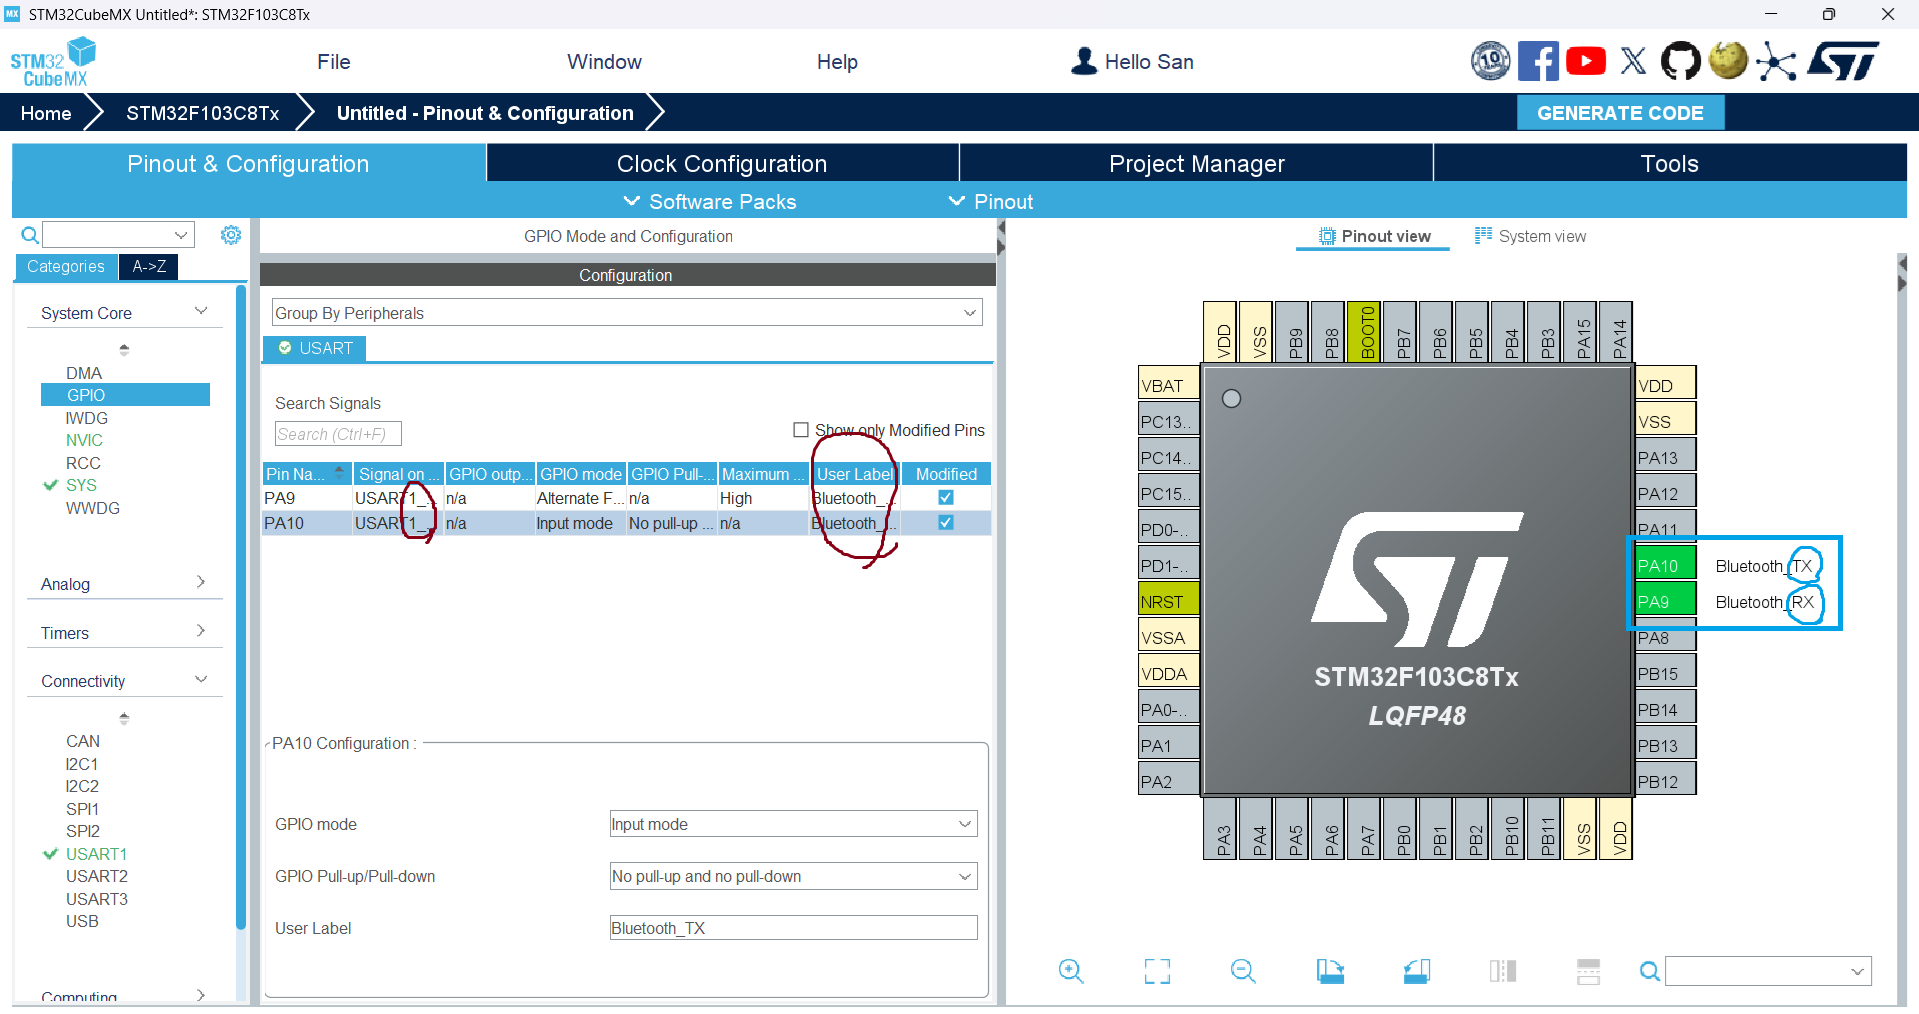 MX STM32CubeMX Untitled*: STM32F103C8Tx
STM32
CubeMX
File
Window
Help
Hello San
10
Home
STM32F103C8Tx
Untitled - Pinout & Configuration
GENERATE CODE
Pinout & Configuration
Clock Configuration
Project Manager
Tools
Software Packs
Pinout
Categories
A->Z
System Core
DMA
GPIO
IWDG
NVIC
RCC
SYS
WWDG
Analog
Timers
Connectivity
CAN
I2C1
I2C2
SPI1
SPI2
USART1
USART2
USART3
USB
Computing
GPIO Mode and Configuration
Configuration
Group By Peripherals
USART
Search Signals
Search (Ctrl+F)
Show only Modified Pins
Pin Na... Signal on ... GPIO outp... GPIO mode GPIO Pull-... Maximum ... User Label Modified
PA9 USART1_... n/a Alternate F... n/a High Bluetooth_...
PA10 USART1_... n/a Input mode No pull-up ... n/a Bluetooth_...
PA10 Configuration :
GPIO mode
Input mode
GPIO Pull-up/Pull-down
No pull-up and no pull-down
User Label
Bluetooth_TX
Pinout view
System view
VDD VSS PB9 PB8 BOOT0 PB7 PB6 PB5 PB4 PB3 PA15 PA14
VBAT
PC13..
PC14..
PC15..
PD0-..
PD1-..
NRST
VSSA
VDDA
PA0-..
PA1
PA2
ST
STM32F103C8Tx
LQFP48
VDD
VSS
PA13
PA12
PA11
PA10 Bluetooth_TX
PA9 Bluetooth_RX
PA8
PB15
PB14
PB13
PB12
PA3 PA4 PA5 PA6 PA7 PB0 PB1 PB2 PB10 PB11 VSS VDD